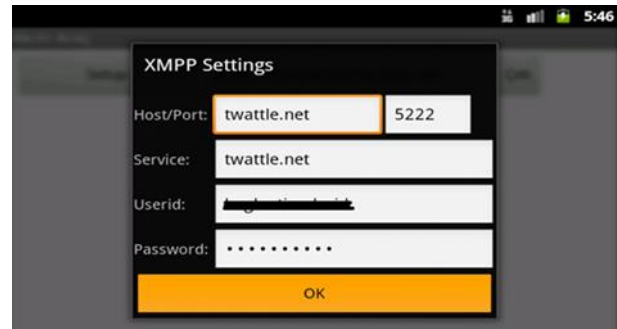 5:46
XMPP Settings
Host/Port: twattle.net 5222
Service: twattle.net
Userid:
Password: ••••••••••
OK